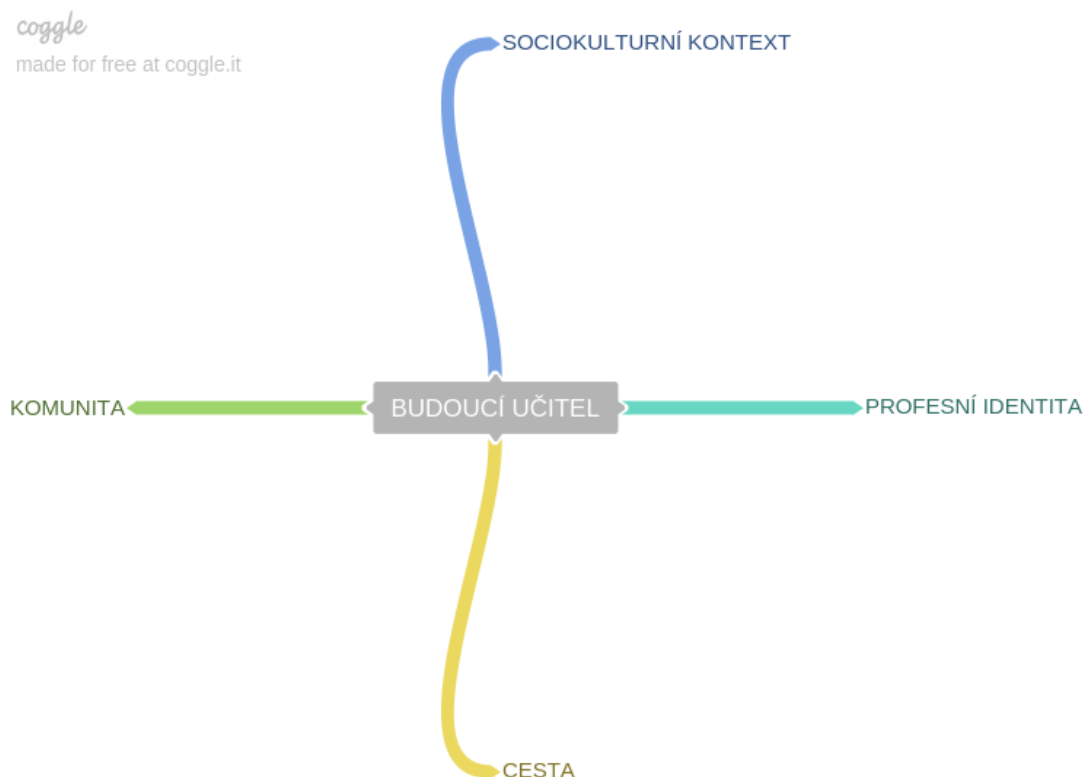 coggle
made for free at coggle.it
SOCIOKULTURNÍ KONTEXT
KOMUNITA
BUDOUCÍ UČITEL
PROFESNÍ IDENTITA
CESTA